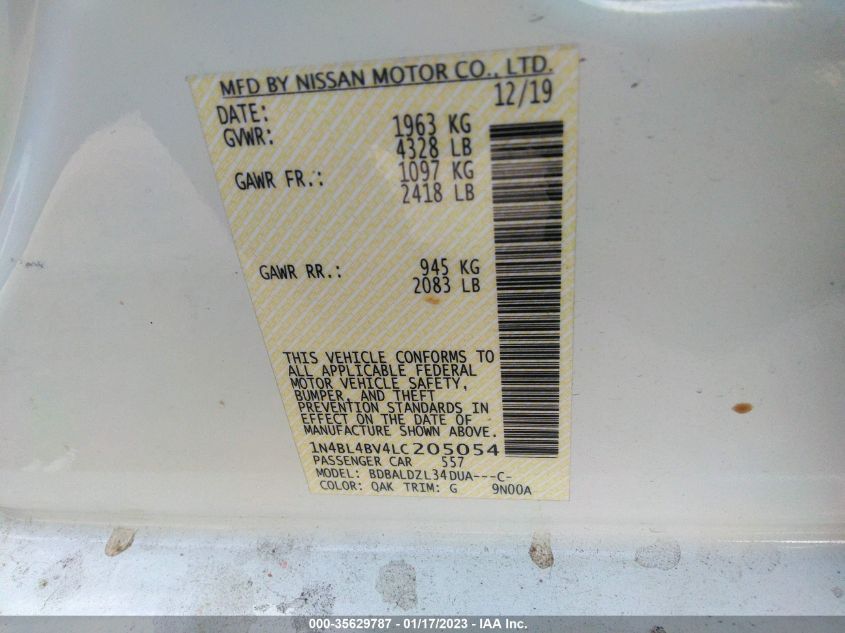 MFD BY NISSAN MOTOR CO., LTD.
DATE: 12/19
GVWR: 1963 KG
4328 LB
GAWR FR.: 1097 KG
2418 LB
GAWR RR.: 945 KG
2083 LB
THIS VEHICLE CONFORMS TO
ALL APPLICABLE FEDERAL
MOTOR VEHICLE SAFETY,
BUMPER, AND THEFT
PREVENTION STANDARDS IN
EFFECT ON THE DATE OF
MANUFACTURE SHOWN ABOVE.
1N4BL4BV4LC205054
PASSENGER CAR 557
MODEL: BDBALDZL34DUA---C-
COLOR: QAK TRIM: G 9N00A
000-35629787 - 01/17/2023 - IAA Inc.